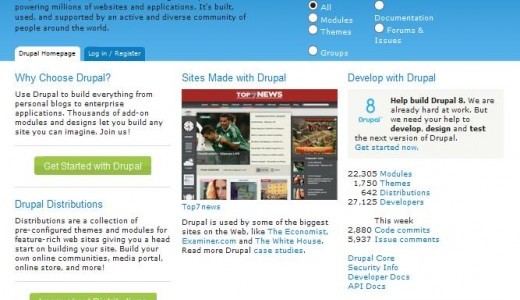 powering millions of websites and applications. It's built,
used, and supported by an active and diverse community of
people around the world.
All
Modules
Themes
Groups
Documentation
Forums &
Issues
Drupal Homepage
Log in / Register
Why Choose Drupal?
Use Drupal to build everything from
personal blogs to enterprise
applications. Thousands of add-on
modules and designs let you build any
site you can imagine. Join us!
Get Started with Drupal
Drupal Distributions
Distributions are a collection of
pre-configured themes and modules for
feature-rich web sites giving you a head
start on building your site. Build your
own online communities, media portal,
online store, and more!
Sites Made with Drupal
TOP7NEWS
Top7news
Drupal is used by some of the biggest
sites on the Web, like The Economist,
Examiner.com and The White House.
Read more Drupal case studies.
Develop with Drupal
8
Drupal
Help build Drupal 8. We are
already hard at work. But
we need your help to
develop, design and test
the next version of Drupal.
Get started now.
22,305 Modules
1,750 Themes
642 Distributions
27,125 Developers
This week
2,880 Code commits
5,937 Issue comments
Drupal Core
Security Info
Developer Docs
API Docs